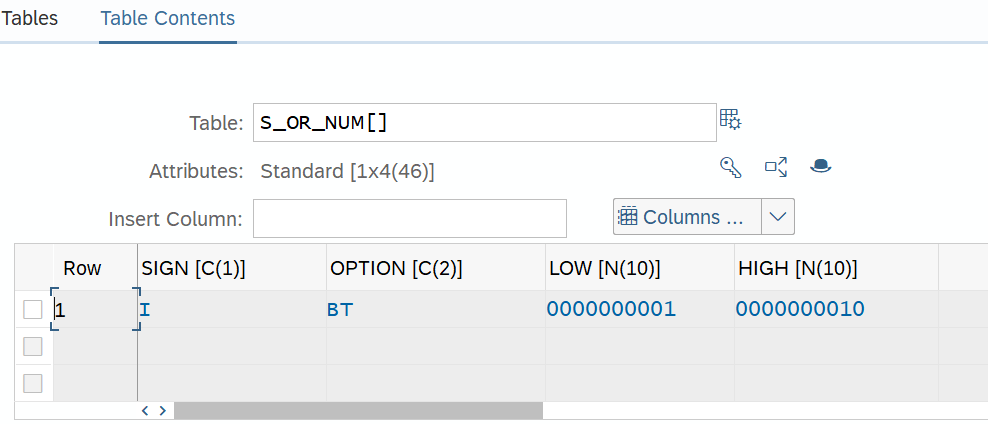 Tables Table Contents
Table: S_OR_NUM[]
Attributes: Standard [1x4(46)]
Insert Column: Columns ...
Row SIGN [C(1)] OPTION [C(2)] LOW [N(10)] HIGH [N(10)]
1 I BT 0000000001 0000000010